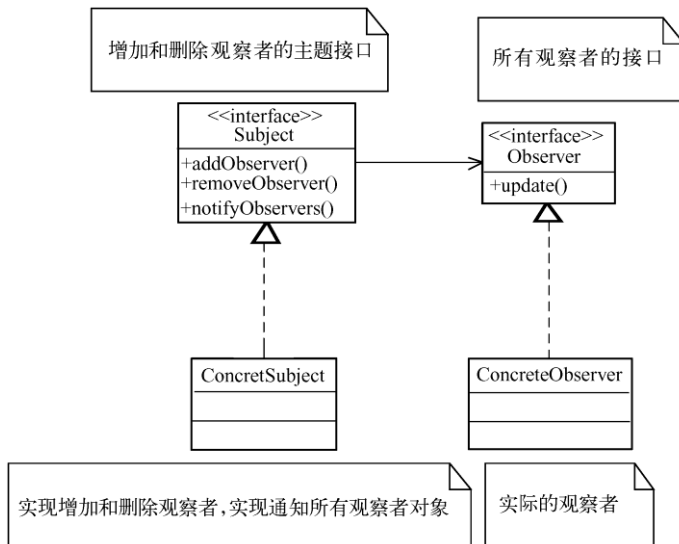 增加和删除观察者的主题接口
所有观察者的接口
<<interface>>
Subject
+addObserver()
+removeObserver()
+notifyObservers()
<<interface>>
Observer
+update()
ConcretSubject
ConcreteObserver
实现增加和删除观察者,实现通知所有观察者对象
实际的观察者